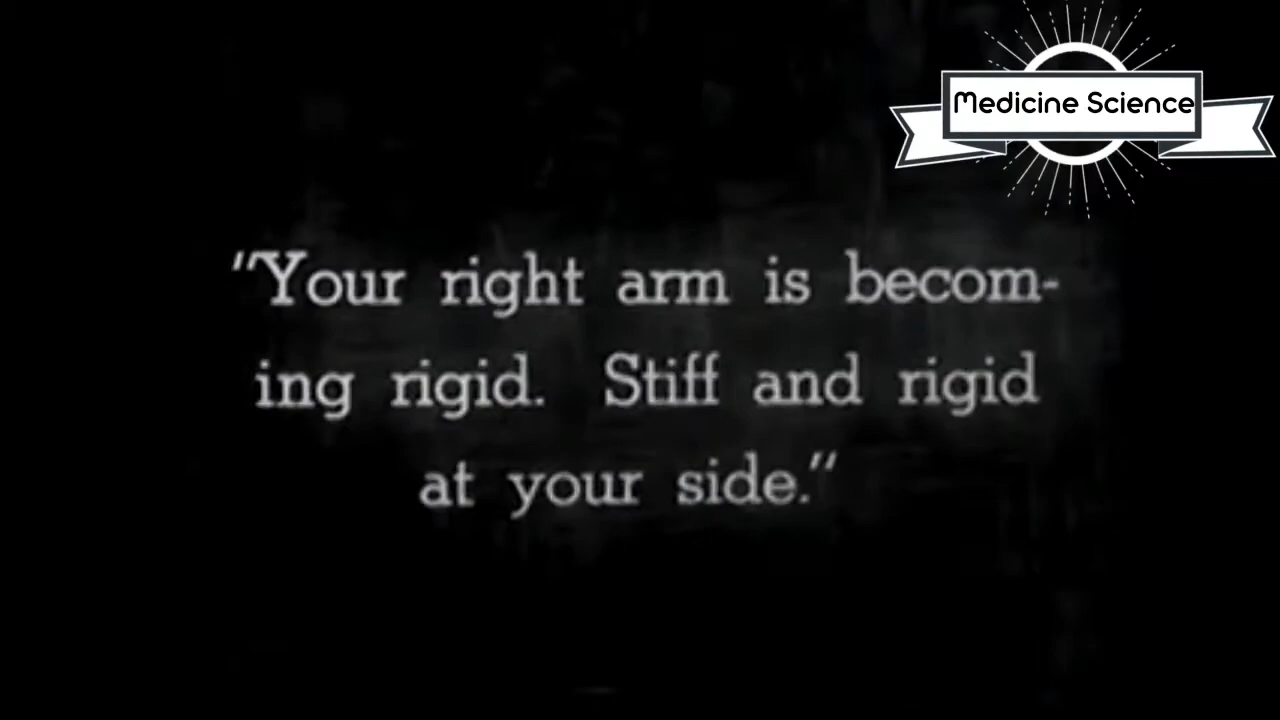 Medicine Science
"Your right arm is becom-
ing rigid. Stiff and rigid
at your side."